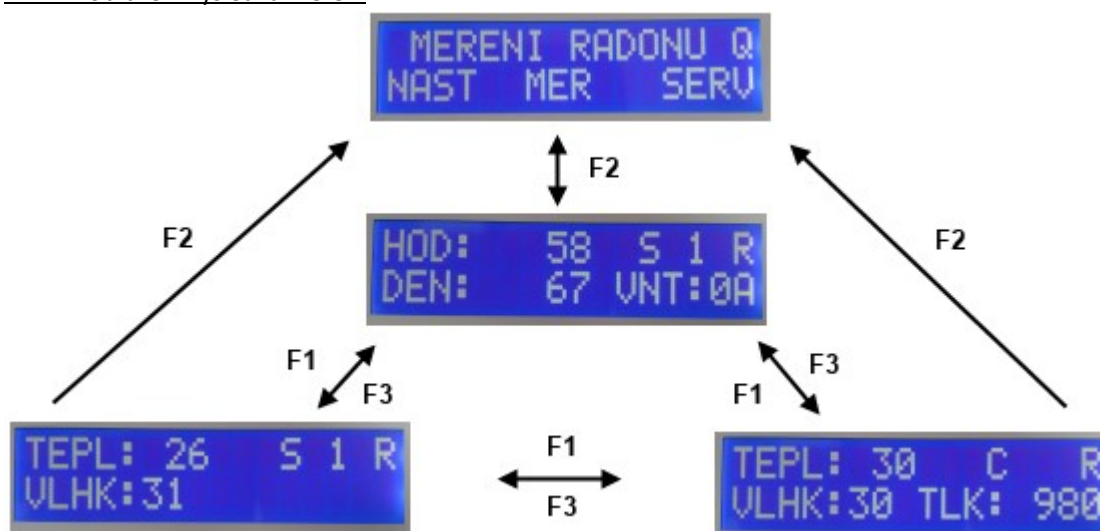 MERENI RADONU Q
NAST MER SERV
F2
HOD: 58 S 1 R
DEN: 67 VNT:0A
F2
F2
F1
F3
F3
F1
TEPL: 26 S 1 R
VLHK:31
F1
F3
TEPL: 30 C R
VLHK:30 TLK: 980